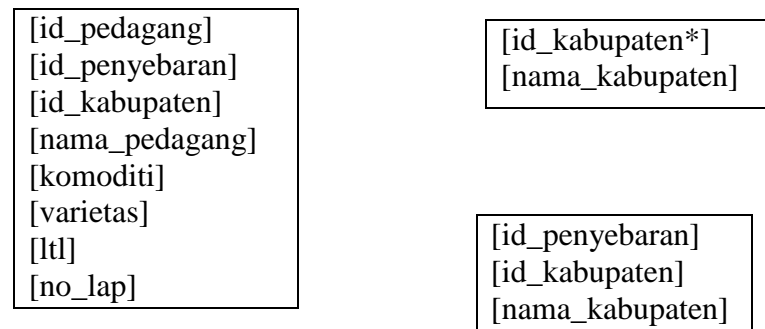 [id_pedagang]
[id_penyebaran]
[id_kabupaten]
[nama_pedagang]
[komoditi]
[varietas]
[ltl]
[no_lap]
[id_kabupaten*]
[nama_kabupaten]
[id_penyebaran]
[id_kabupaten]
[nama_kabupaten]